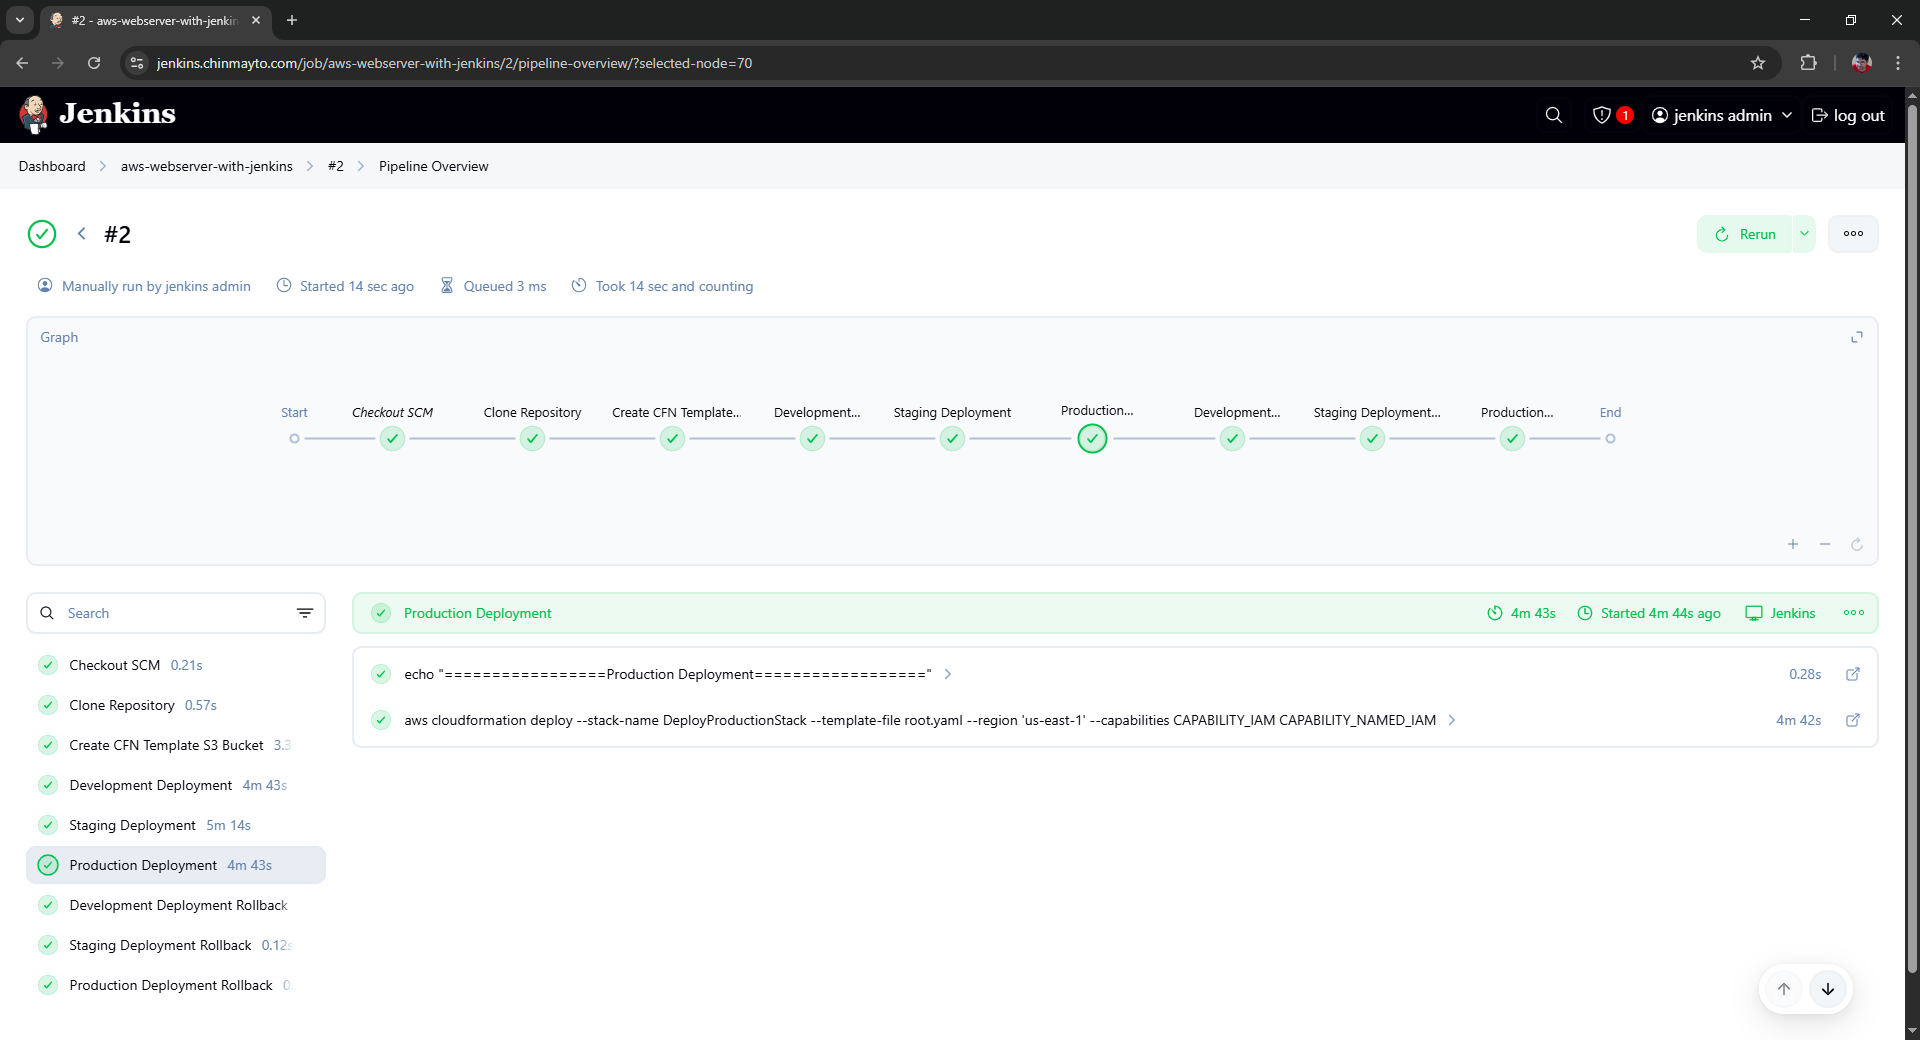 #2 - aws-webserver-with-jenkin
jenkins.chinmayto.com/job/aws-webserver-with-jenkins/2/pipeline-overview/?selected-node=70
Jenkins
1
jenkins admin
log out
Dashboard
aws-webserver-with-jenkins
#2
Pipeline Overview
#2
Rerun
Manually run by jenkins admin
Started 14 sec ago
Queued 3 ms
Took 14 sec and counting
Graph
Start
Checkout SCM
Clone Repository
Create CFN Template...
Development...
Staging Deployment
Production...
Development...
Staging Deployment...
Production...
End
Search
Production Deployment
4m 43s
Started 4m 44s ago
Jenkins
echo "=================Production Deployment=================="
0.28s
aws cloudformation deploy --stack-name DeployProductionStack --template-file root.yaml --region 'us-east-1' --capabilities CAPABILITY_IAM CAPABILITY_NAMED_IAM
4m 42s
Checkout SCM 0.21s
Clone Repository 0.57s
Create CFN Template S3 Bucket 3.3
Development Deployment 4m 43s
Staging Deployment 5m 14s
Production Deployment 4m 43s
Development Deployment Rollback
Staging Deployment Rollback 0.12s
Production Deployment Rollback 0.